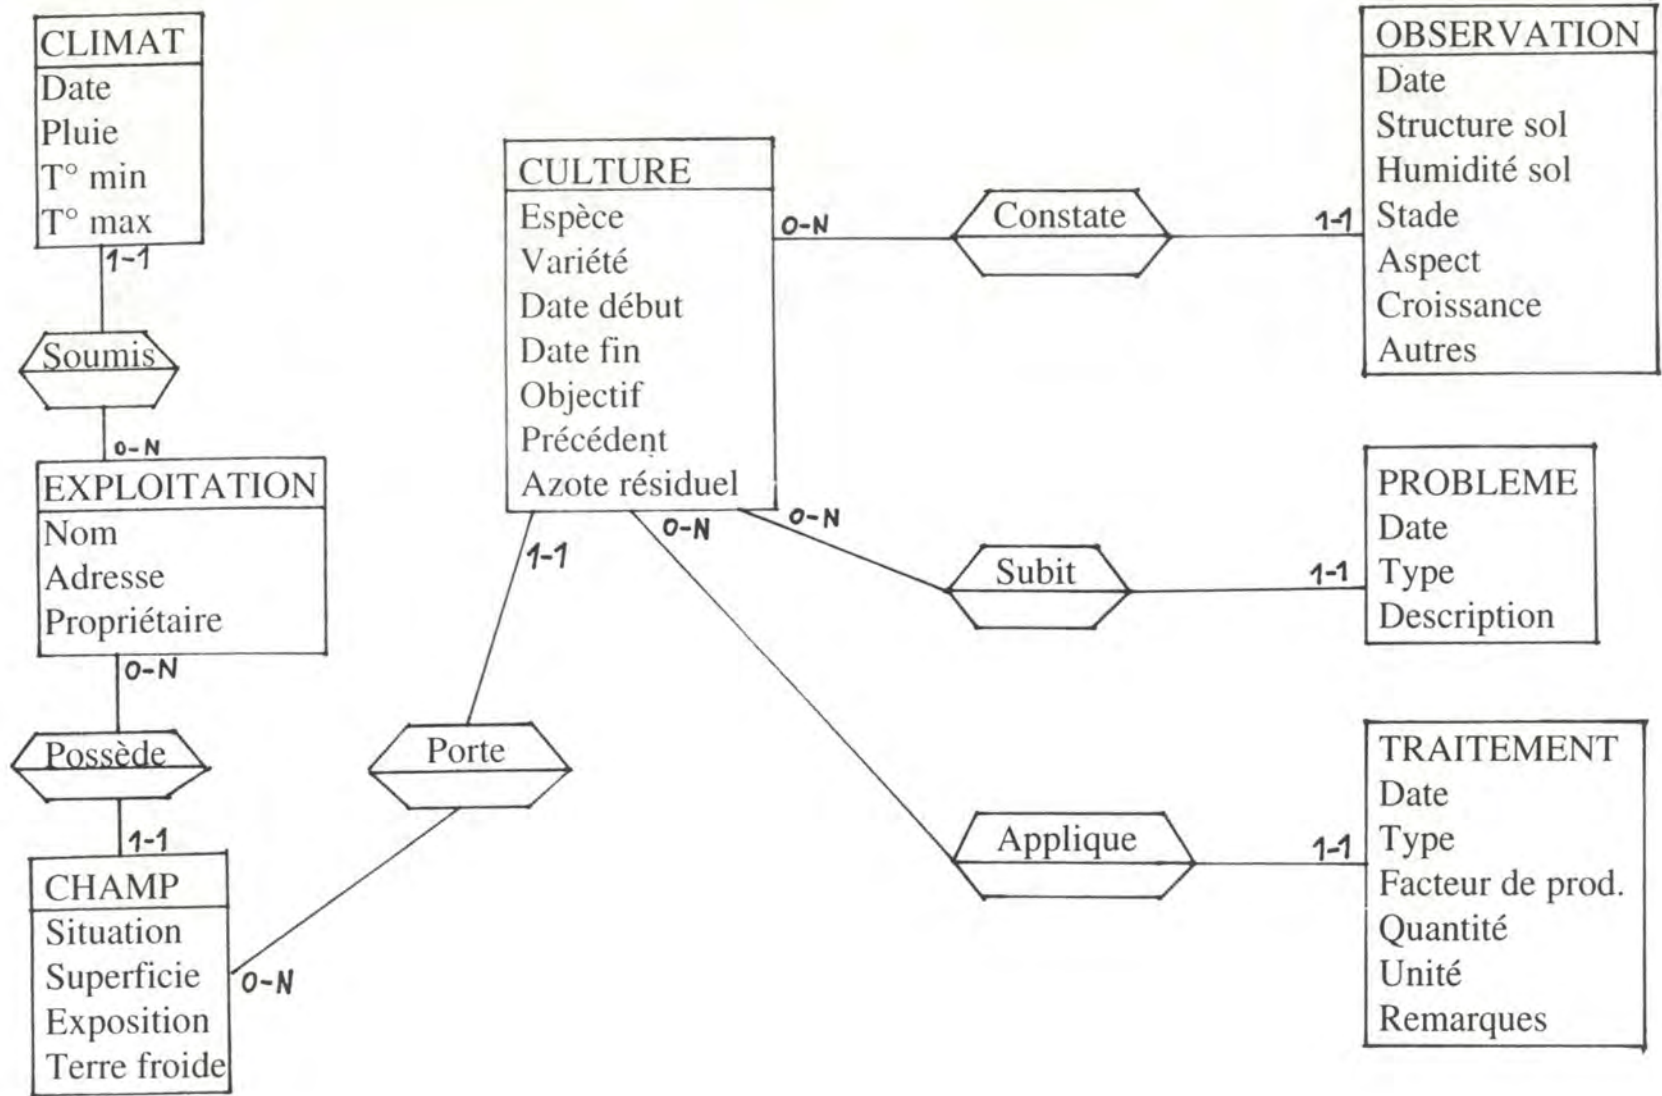 CLIMAT
Date
Pluie
T° min
T° max
1-1
Soumis
0-N
EXPLOITATION
Nom
Adresse
Propriétaire
0-N
Possède
1-1
CHAMP
Situation
Superficie
Exposition
Terre froide
0-N
Porte
1-1
CULTURE
Espèce
Variété
Date début
Date fin
Objectif
Précédent
Azote résiduel
0-N
Constate
1-1
OBSERVATION
Date
Structure sol
Humidité sol
Stade
Aspect
Croissance
Autres
0-N
Subit
1-1
PROBLEME
Date
Type
Description
0-N
Applique
1-1
TRAITEMENT
Date
Type
Facteur de prod.
Quantité
Unité
Remarques